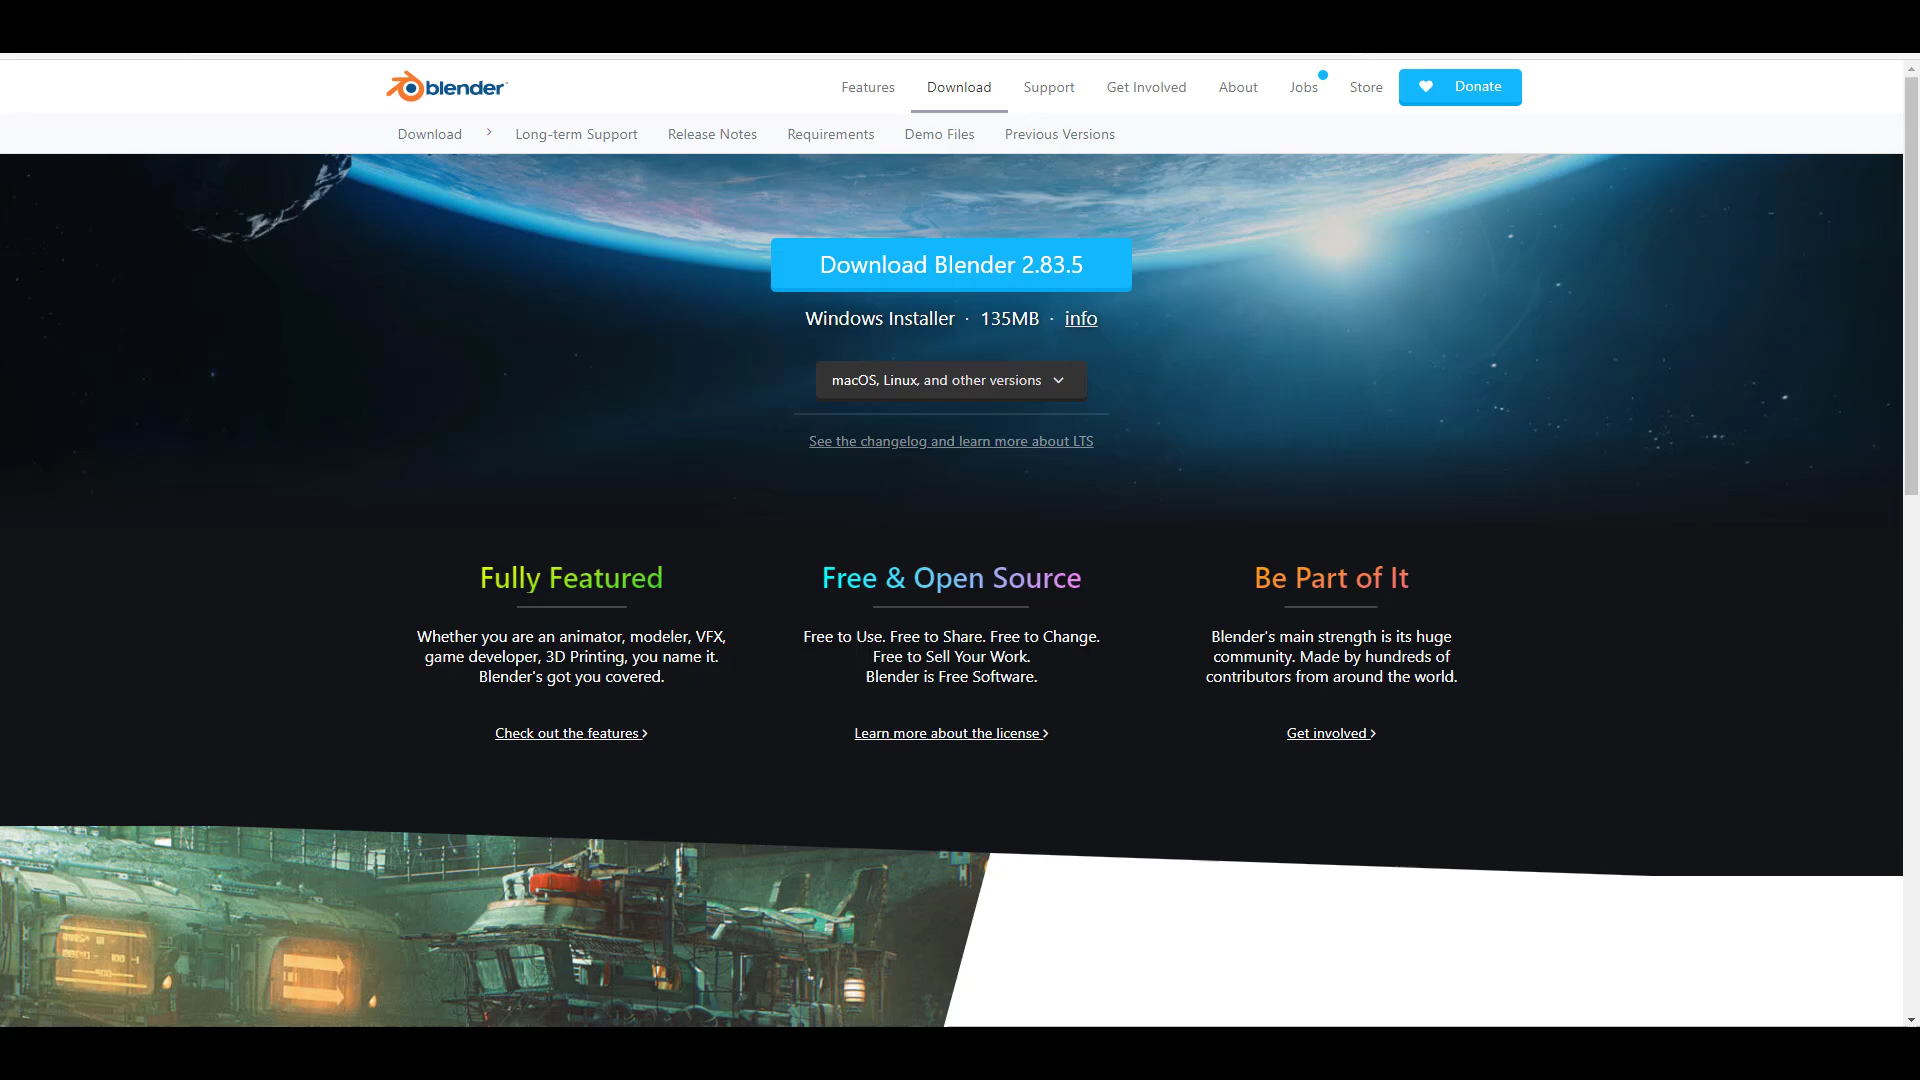 blender
Features Download Support Get Involved About Jobs Store Donate
Download Long-term Support Release Notes Requirements Demo Files Previous Versions
Download Blender 2.83.5
Windows Installer · 135MB · info
macOS, Linux, and other versions
See the changelog and learn more about LTS
Fully Featured
Whether you are an animator, modeler, VFX,
game developer, 3D Printing, you name it.
Blender's got you covered.
Check out the features
Free & Open Source
Free to Use. Free to Share. Free to Change.
Free to Sell Your Work.
Blender is Free Software.
Learn more about the license
Be Part of It
Blender's main strength is its huge
community. Made by hundreds of
contributors from around the world.
Get involved